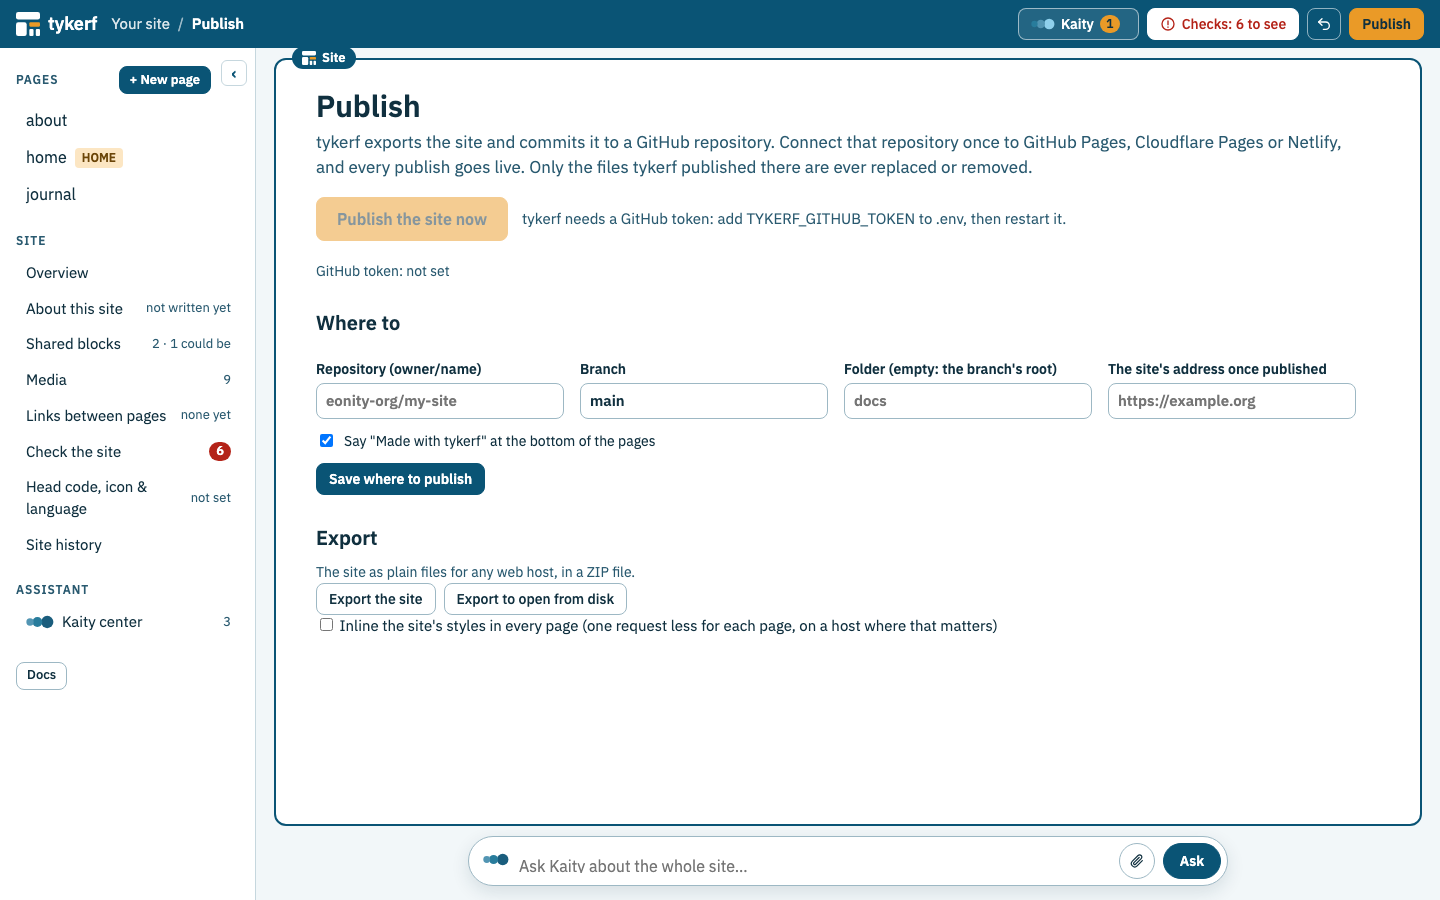 tykerf Your site / Publish Kaity 1 Checks: 6 to see Publish
PAGES + New page ‹
about
home HOME
journal
SITE
Overview
About this site not written yet
Shared blocks 2 · 1 could be
Media 9
Links between pages none yet
Check the site 6
Head code, icon & language not set
Site history
ASSISTANT
Kaity center 3
Docs
Site
Publish
tykerf exports the site and commits it to a GitHub repository. Connect that repository once to GitHub Pages, Cloudflare Pages or Netlify,
and every publish goes live. Only the files tykerf published there are ever replaced or removed.
Publish the site now tykerf needs a GitHub token: add TYKERF_GITHUB_TOKEN to .env, then restart it.
GitHub token: not set
Where to
Repository (owner/name) Branch Folder (empty: the branch's root) The site's address once published
eonity-org/my-site main docs https://example.org
Say "Made with tykerf" at the bottom of the pages
Save where to publish
Export
The site as plain files for any web host, in a ZIP file.
Export the site Export to open from disk
Inline the site's styles in every page (one request less for each page, on a host where that matters)
Ask Kaity about the whole site... Ask